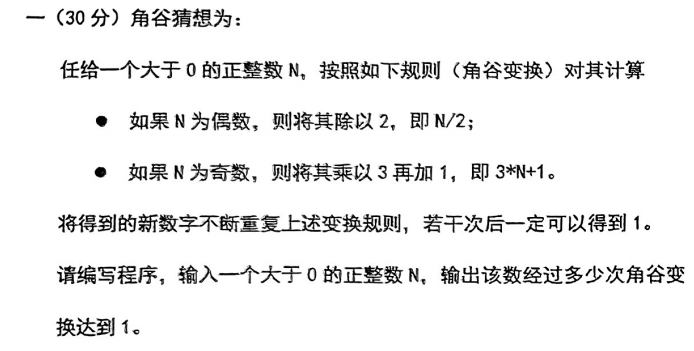 一（30 分）角谷猜想为：
任给一个大于 0 的正整数 N，按照如下规则（角谷变换）对其计算
● 如果 N 为偶数，则将其除以 2，即 N/2；
● 如果 N 为奇数，则将其乘以 3 再加 1，即 3*N+1。
将得到的新数字不断重复上述变换规则，若干次后一定可以得到 1。
请编写程序，输入一个大于 0 的正整数 N，输出该数经过多少次角谷变
换达到 1。